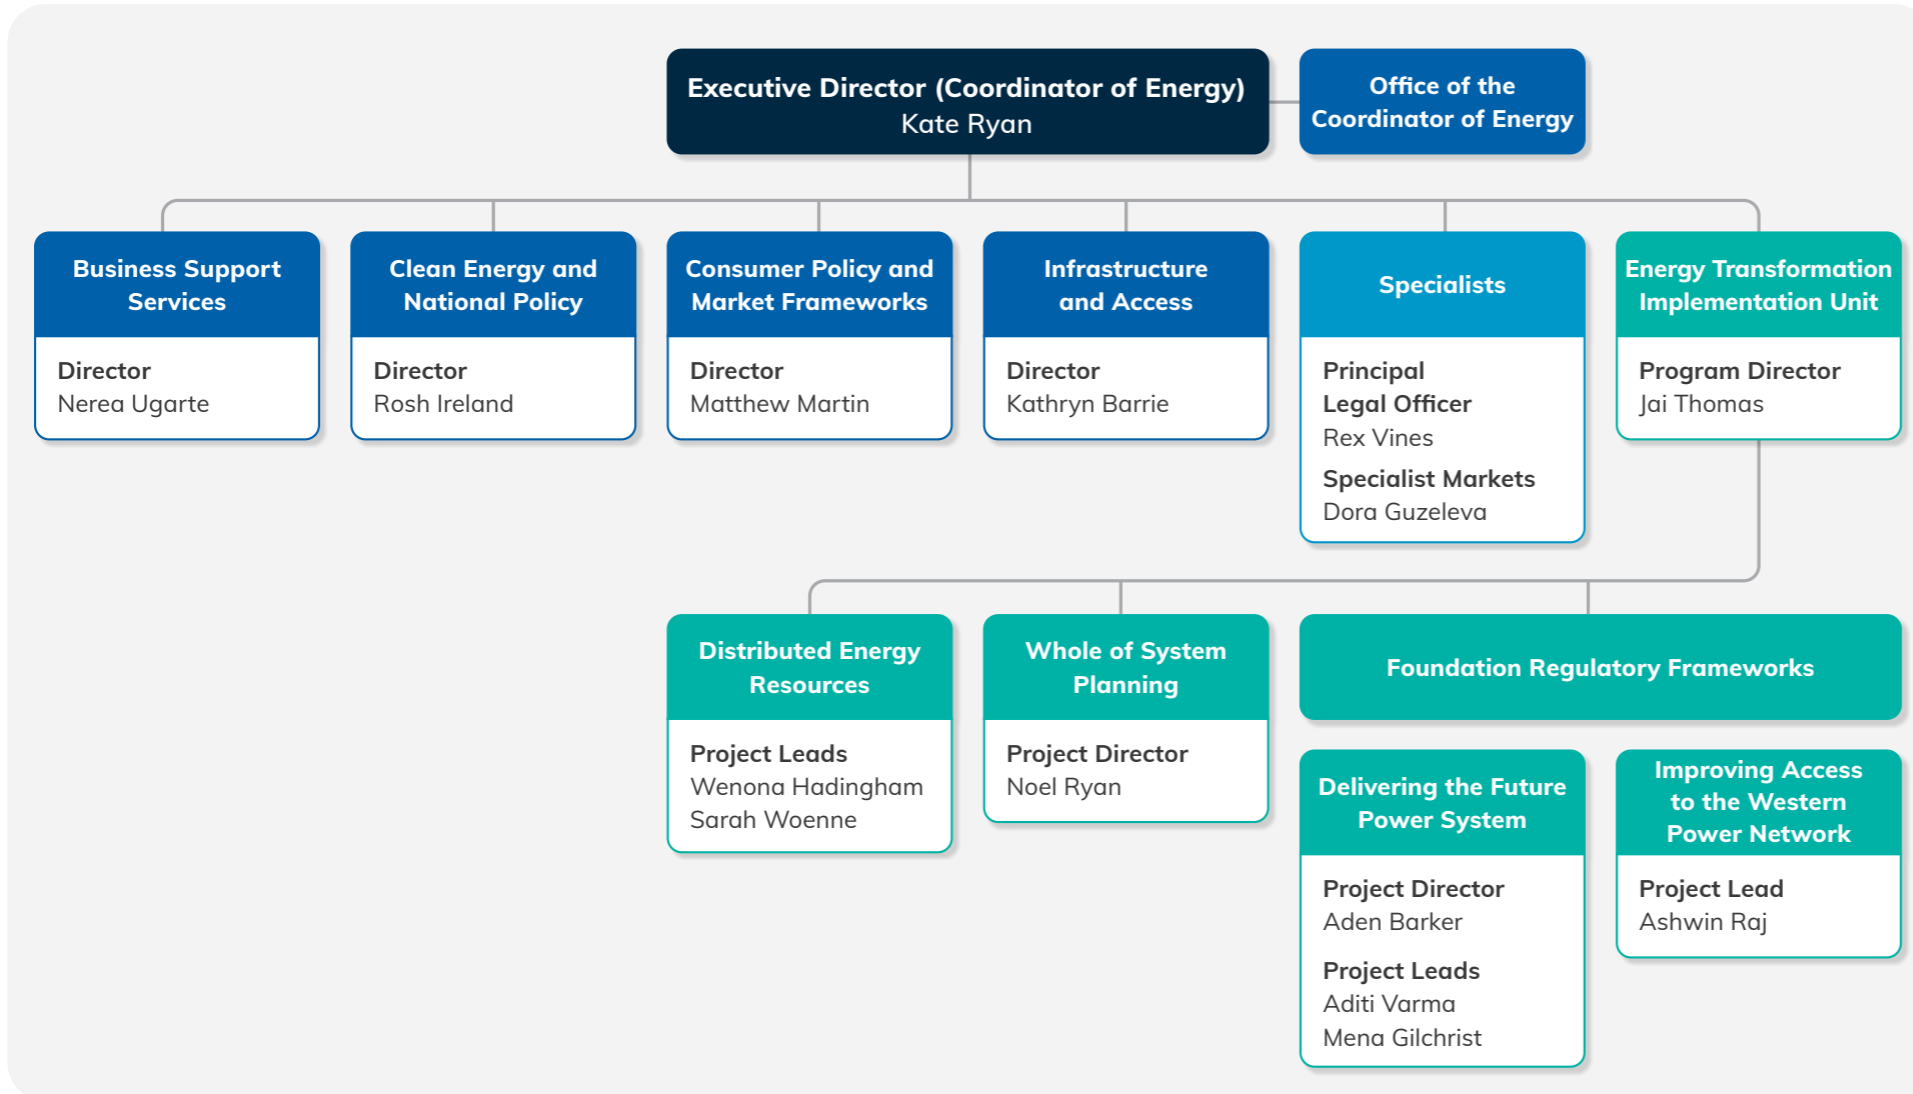 Executive Director (Coordinator of Energy)
Kate Ryan
Office of the
Coordinator of Energy
Business Support
Services
Director
Nerea Ugarte
Clean Energy and
National Policy
Director
Rosh Ireland
Consumer Policy and
Market Frameworks
Director
Matthew Martin
Infrastructure
and Access
Director
Kathryn Barrie
Specialists
Principal
Legal Officer
Rex Vines
Specialist Markets
Dora Guzeleva
Energy Transformation
Implementation Unit
Program Director
Jai Thomas
Distributed Energy
Resources
Project Leads
Wenona Hadingham
Sarah Woenne
Whole of System
Planning
Project Director
Noel Ryan
Foundation Regulatory Frameworks
Delivering the Future
Power System
Project Director
Aden Barker
Project Leads
Aditi Varma
Mena Gilchrist
Improving Access
to the Western
Power Network
Project Lead
Ashwin Raj